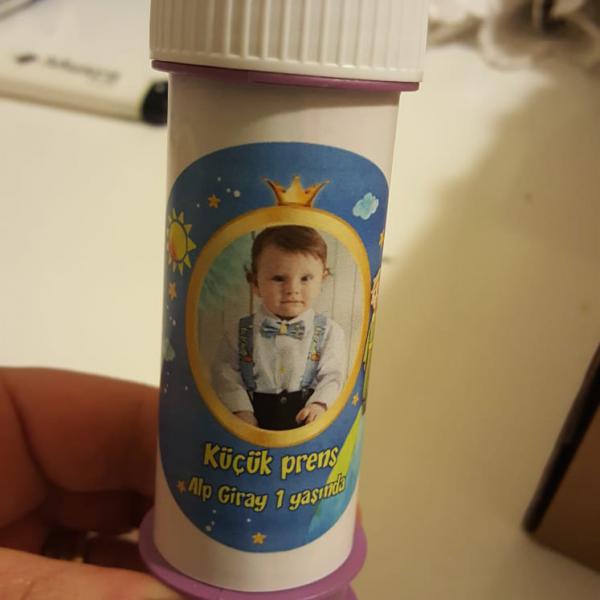 Küçük prens
Alp Giray 1 yaşında